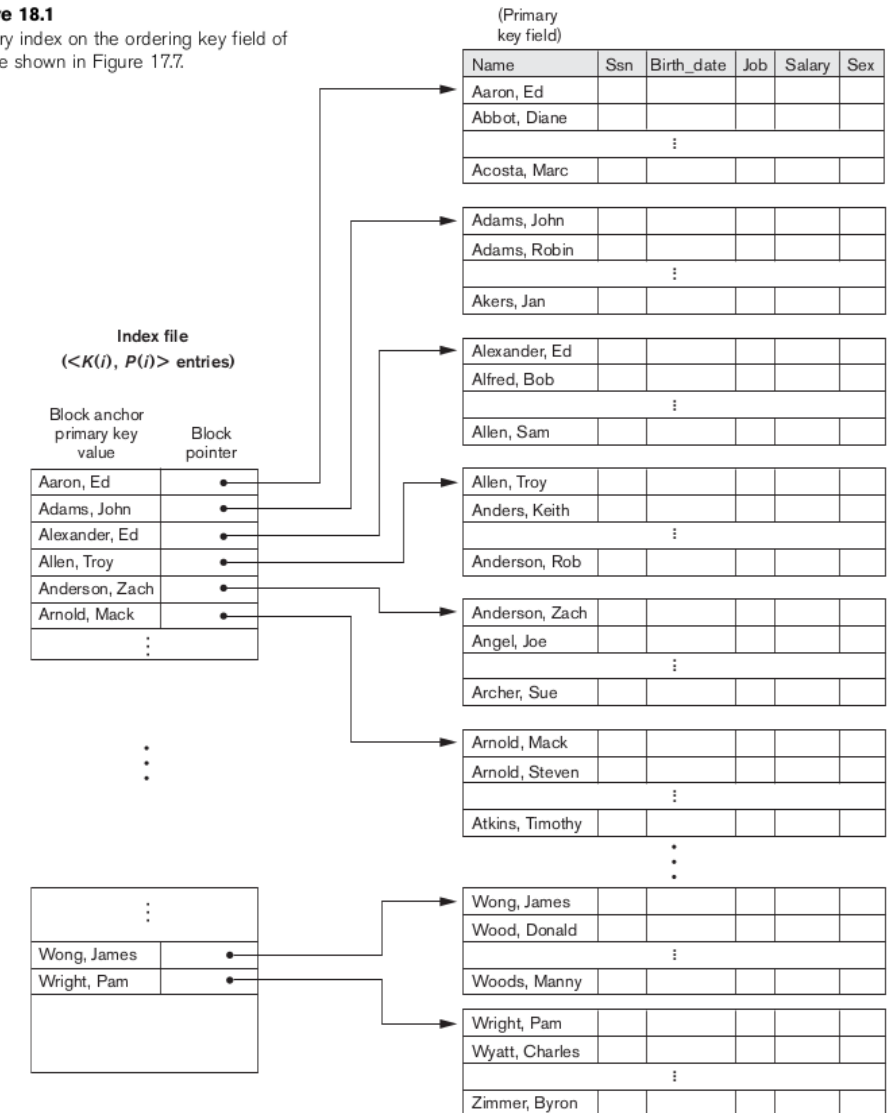 e 18.1
ry index on the ordering key field of
e shown in Figure 17.7.
(Primary
key field)
Name Ssn Birth_date Job Salary Sex
Aaron, Ed
Abbot, Diane
Acosta, Marc
Adams, John
Adams, Robin
Akers, Jan
Alexander, Ed
Alfred, Bob
Allen, Sam
Allen, Troy
Anders, Keith
Anderson, Rob
Anderson, Zach
Angel, Joe
Archer, Sue
Arnold, Mack
Arnold, Steven
Atkins, Timothy
Wong, James
Wood, Donald
Woods, Manny
Wright, Pam
Wyatt, Charles
Zimmer, Byron
Index file
(<K(i), P(i)> entries)
Block anchor
primary key
value
Block
pointer
Aaron, Ed
Adams, John
Alexander, Ed
Allen, Troy
Anderson, Zach
Arnold, Mack
Wong, James
Wright, Pam